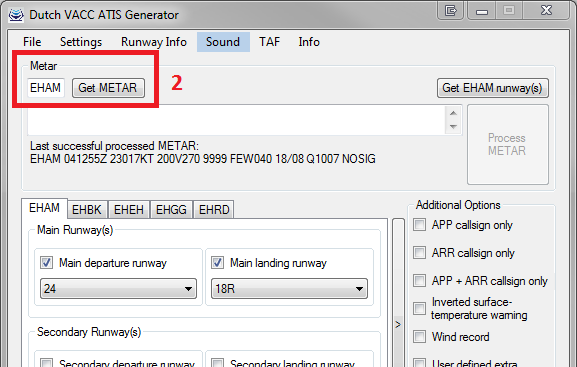 Dutch VACC ATIS Generator
File Settings Runway Info Sound TAF Info
Metar
EHAM Get METAR 2 Get EHAM runway(s)
Process
METAR
Last successful processed METAR:
EHAM 041255Z 23017KT 200V270 9999 FEW040 18/08 Q1007 NOSIG
EHAM EHBK EHEH EHGG EHRD
Main Runway(s)
Main departure runway Main landing runway
24 18R
Secondary Runway(s)
Secondary departure runway Secondary landing runway
>
Additional Options
APP callsign only
ARR callsign only
APP + ARR callsign only
Inverted surface-
temperature warning
Wind record
User defined extra